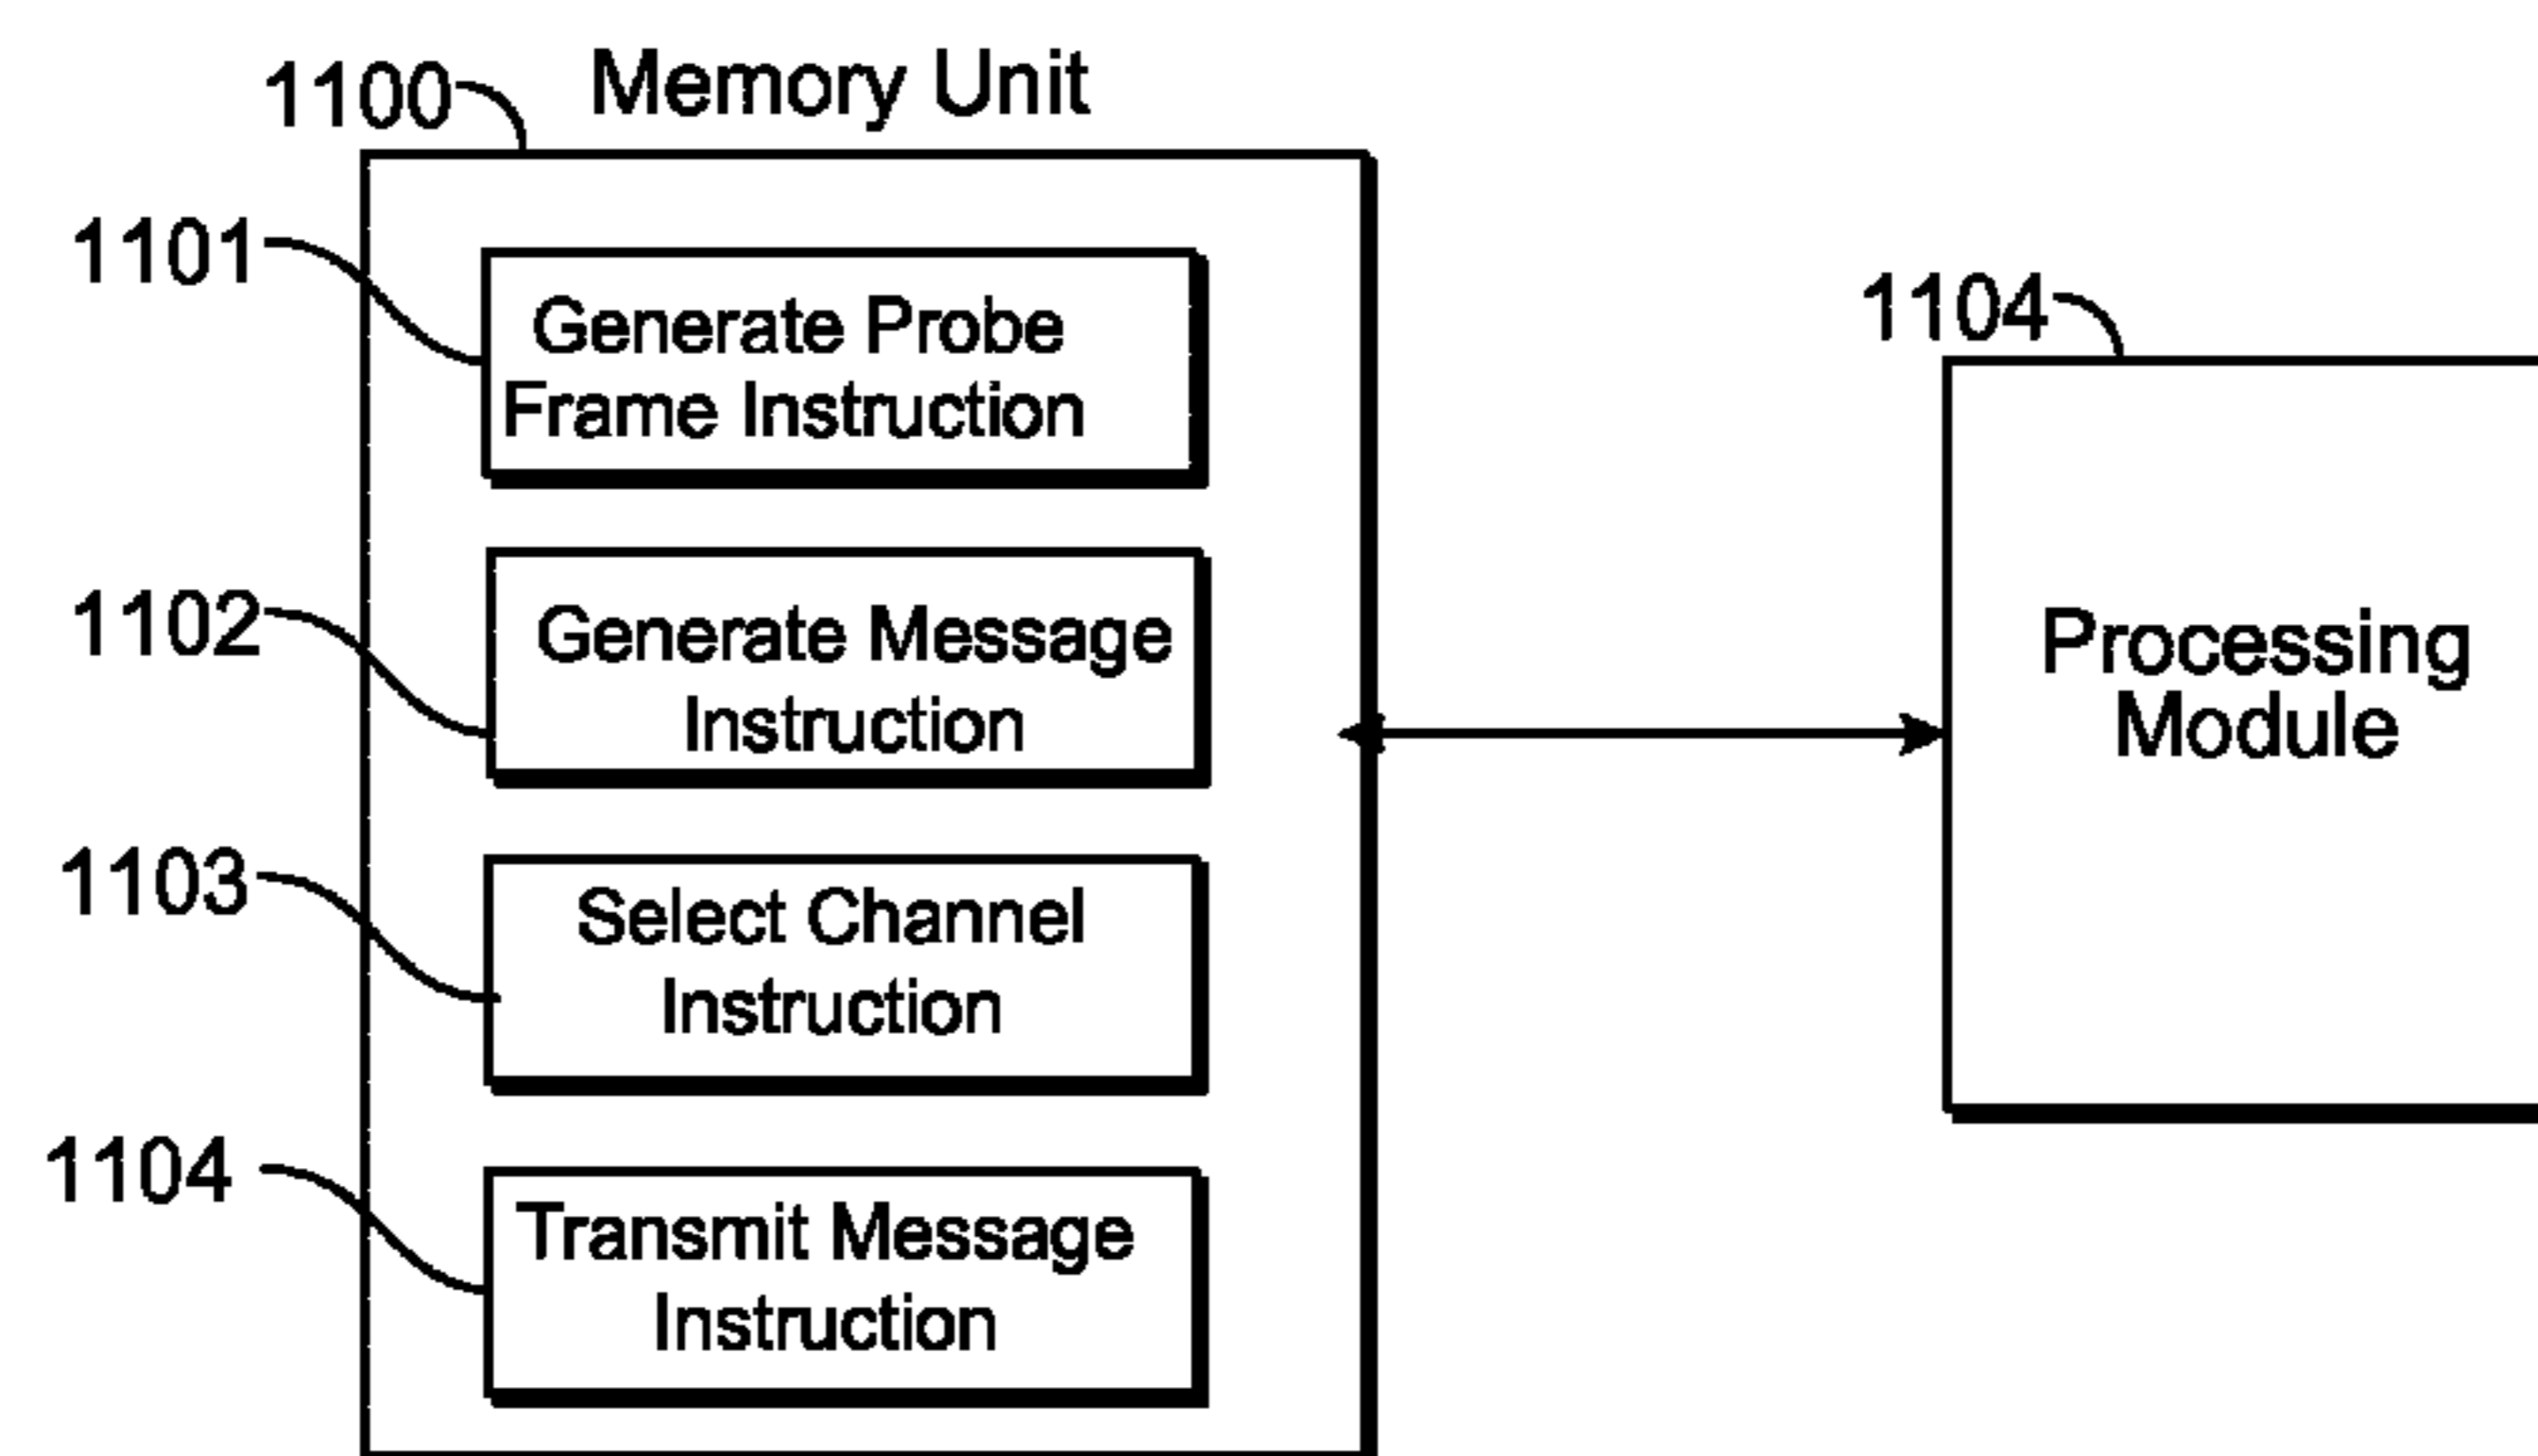 1100
Memory Unit
1101
Generate Probe
Frame Instruction
1102
Generate Message
Instruction
1103
Select Channel
Instruction
1104
Transmit Message
Instruction
1104
Processing
Module